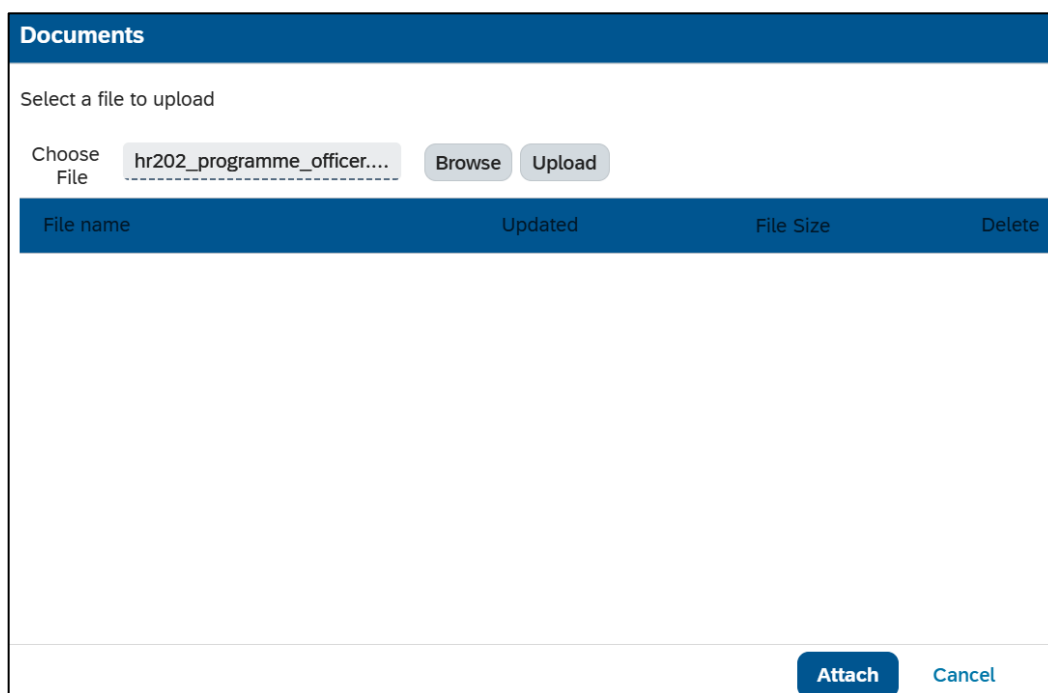 Documents
Select a file to upload
Choose File hr202_programme_officer.... Browse Upload
File name Updated File Size Delete
Attach Cancel